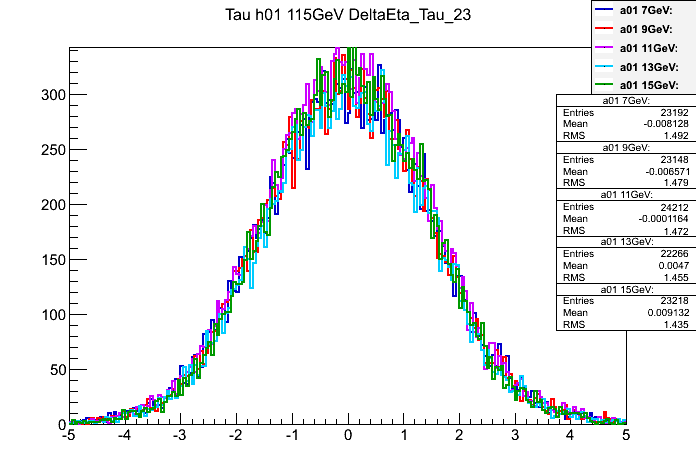 Tau h01 115GeV DeltaEta_Tau_23
a01 7GeV:
a01 9GeV:
a01 11GeV:
a01 13GeV:
a01 15GeV:
a01 7GeV:
Entries 23192
Mean -0.008128
RMS 1.492
a01 9GeV:
Entries 23148
Mean -0.006571
RMS 1.479
a01 11GeV:
Entries 24212
Mean -0.0001164
RMS 1.472
a01 13GeV:
Entries 22266
Mean 0.0047
RMS 1.455
a01 15GeV:
Entries 23218
Mean 0.009132
RMS 1.435
300
250
200
150
100
50
0
-5 -4 -3 -2 -1 0 1 2 3 4 5